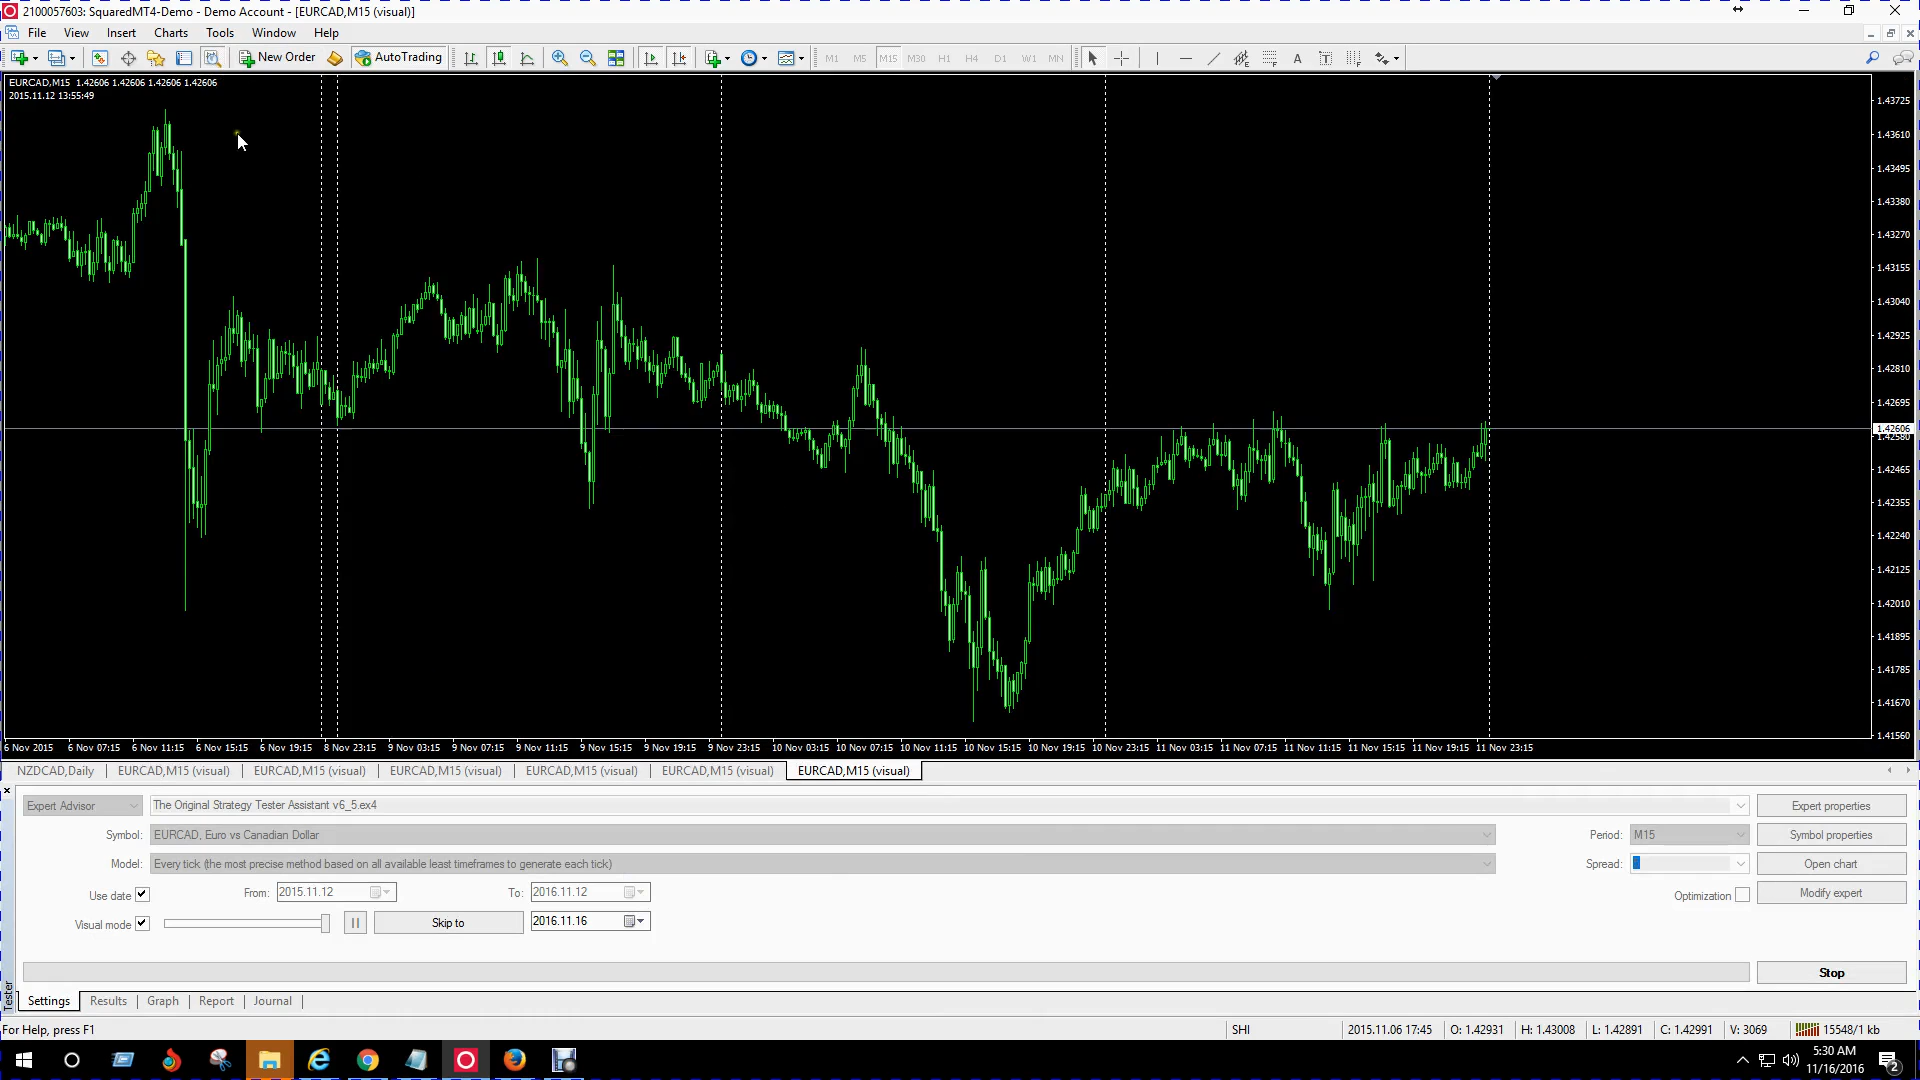 2100057603: SquaredMT4-Demo - Demo Account - [EURCAD,M15 (visual)]
File View Insert Charts Tools Window Help
New Order AutoTrading M1 M5 M15 M30 H1 H4 D1 W1 MN A T
EURCAD,M15 1.42606 1.42606 1.42606 1.42606
2015.11.12 13:55:49
1.43725
1.43610
1.43495
1.43380
1.43270
1.43155
1.43040
1.42925
1.42810
1.42695
1.42606
1.42580
1.42465
1.42355
1.42240
1.42125
1.42010
1.41895
1.41785
1.41670
1.41560
6 Nov 2015 6 Nov 07:15 6 Nov 11:15 6 Nov 15:15 6 Nov 19:15 8 Nov 23:15 9 Nov 03:15 9 Nov 07:15 9 Nov 11:15 9 Nov 15:15 9 Nov 19:15 9 Nov 23:15 10 Nov 03:15 10 Nov 07:15 10 Nov 11:15 10 Nov 15:15 10 Nov 19:15 10 Nov 23:15 11 Nov 03:15 11 Nov 07:15 11 Nov 11:15 11 Nov 15:15 11 Nov 19:15 11 Nov 23:15
NZDCAD,Daily EURCAD,M15 (visual) EURCAD,M15 (visual) EURCAD,M15 (visual) EURCAD,M15 (visual) EURCAD,M15 (visual) EURCAD,M15 (visual)
Expert Advisor The Original Strategy Tester Assistant v6_5.ex4 Expert properties
Symbol: EURCAD, Euro vs Canadian Dollar Period: M15 Symbol properties
Model: Every tick (the most precise method based on all available least timeframes to generate each tick) Spread: Open chart
Use date From: 2015.11.12 To: 2016.11.12 Optimization Modify expert
Visual mode Skip to 2016.11.16
Stop
Tester
Settings Results Graph Report Journal
For Help, press F1 SHI 2015.11.06 17:45 O: 1.42931 H: 1.43008 L: 1.42891 C: 1.42991 V: 3069 15548/1 kb
5:30 AM
11/16/2016
2